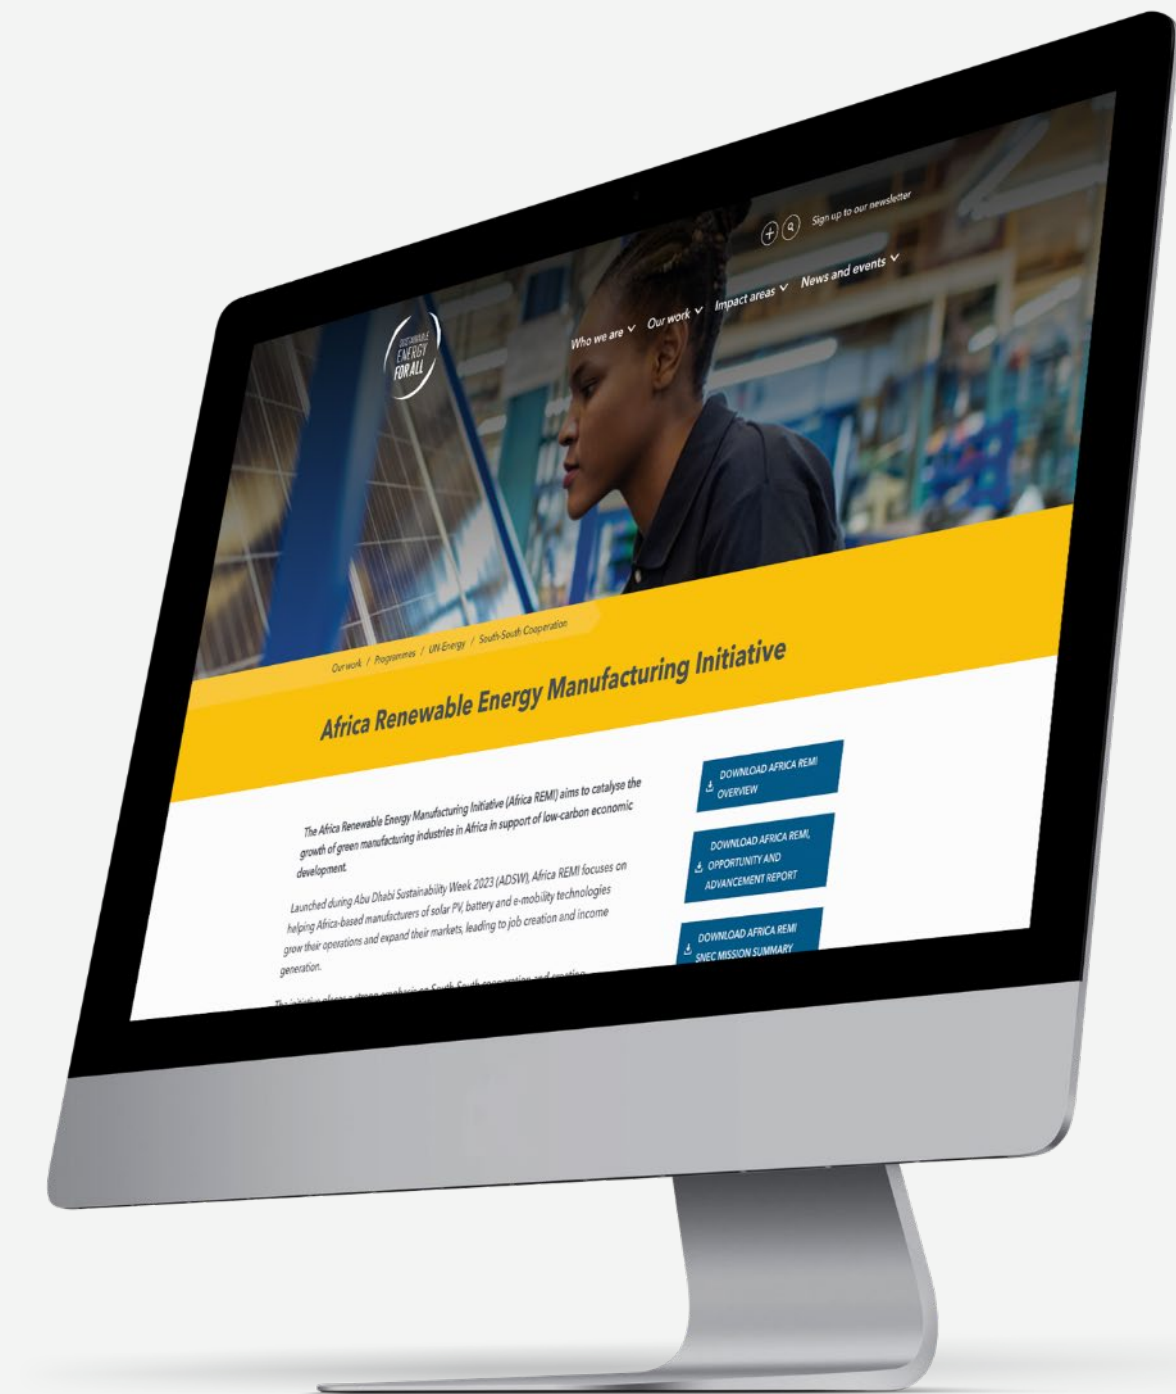 Sign up to our newsletter
SUSTAINABLE
ENERGY
FOR ALL
Who we are
Our work
Impact areas
News and events
Our work / Programmes / UN-Energy / South-South Cooperation
Africa Renewable Energy Manufacturing Initiative
The Africa Renewable Energy Manufacturing Initiative (Africa REMI) aims to catalyse the
growth of green manufacturing industries in Africa in support of low-carbon economic
development.
Launched during Abu Dhabi Sustainability Week 2023 (ADSW), Africa REMI focuses on
helping Africa-based manufacturers of solar PV, battery and e-mobility technologies
grow their operations and expand their markets, leading to job creation and income
generation.
DOWNLOAD AFRICA REMI
OVERVIEW
DOWNLOAD AFRICA REMI,
OPPORTUNITY AND
ADVANCEMENT REPORT
DOWNLOAD AFRICA REMI
SNEC MISSION SUMMARY